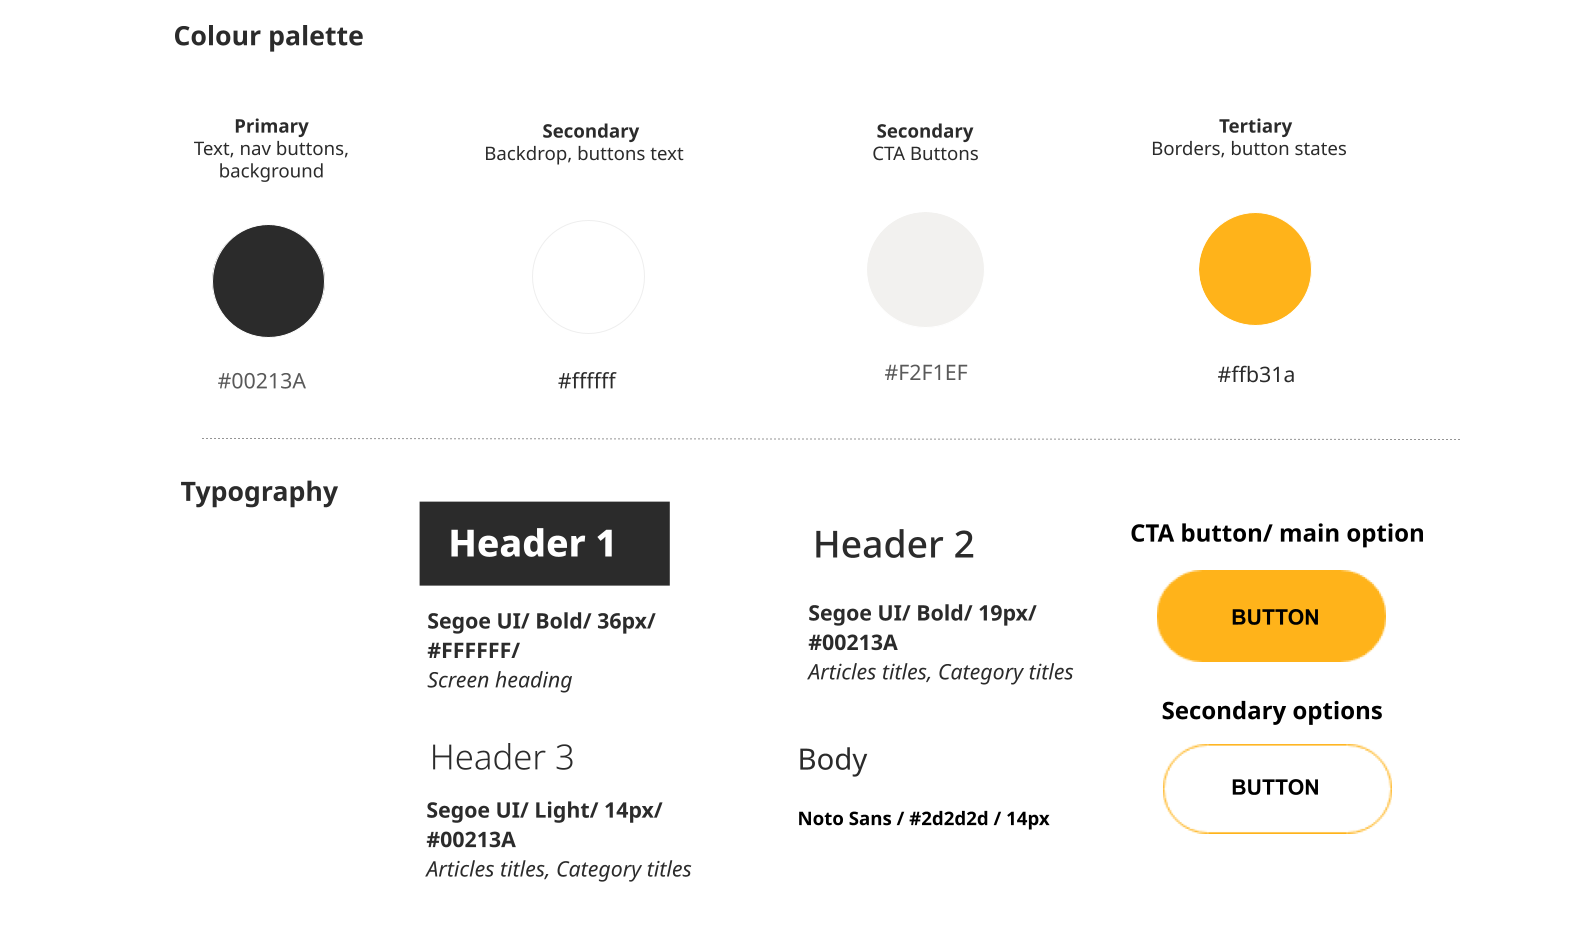 Colour palette
Primary
Text, nav buttons,
background
Secondary
Backdrop, buttons text
Secondary
CTA Buttons
Tertiary
Borders, button states
#00213A
#ffffff
#F2F1EF
#ffb31a
Typography
Header 1
Segoe UI/ Bold/ 36px/
#FFFFFF/
Screen heading
Header 2
Segoe UI/ Bold/ 19px/
#00213A
Articles titles, Category titles
CTA button/ main option
BUTTON
Secondary options
BUTTON
Header 3
Segoe UI/ Light/ 14px/
#00213A
Articles titles, Category titles
Body
Noto Sans / #2d2d2d / 14px